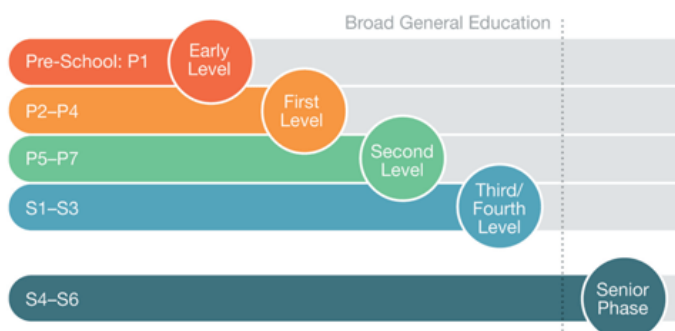 Broad General Education
Pre-School: P1
Early
Level
P2–P4
First
Level
P5–P7
Second
Level
S1–S3
Third/
Fourth
Level
S4–S6
Senior
Phase